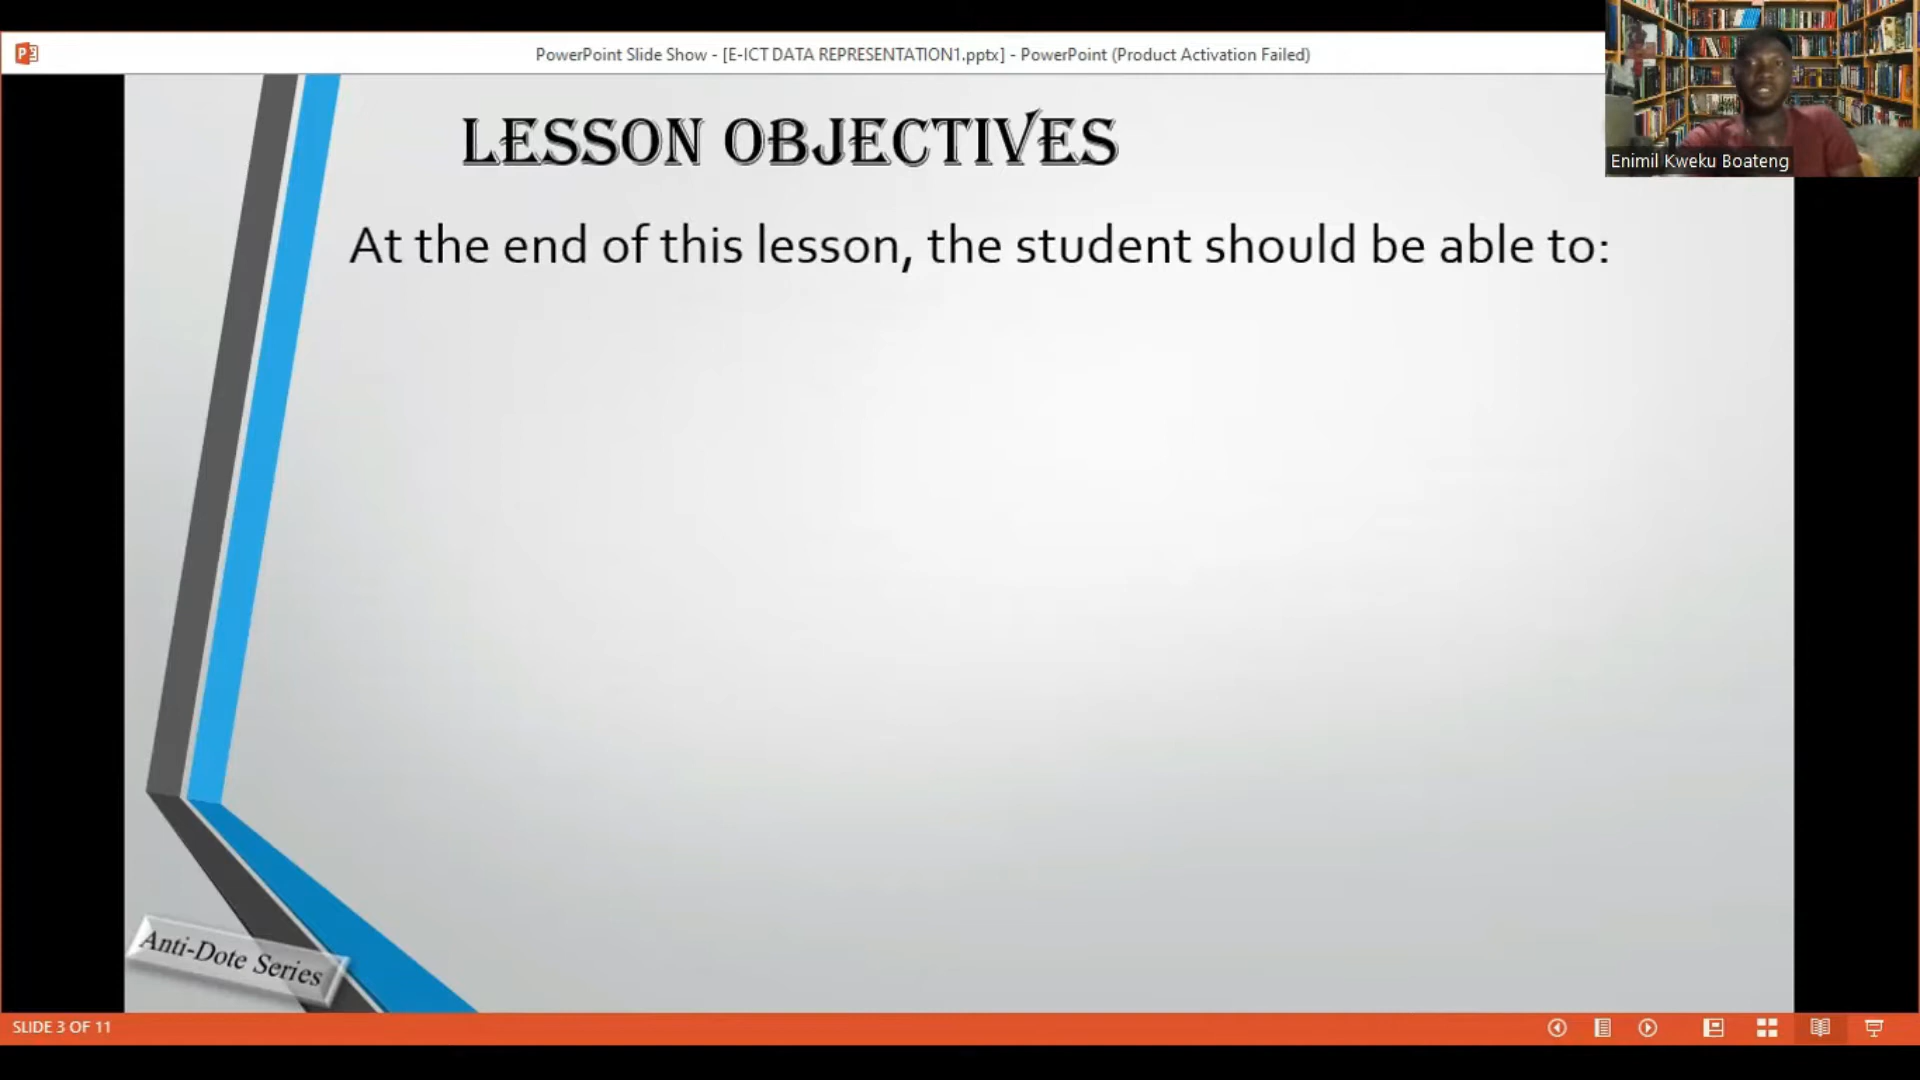 PowerPoint Slide Show - [E-ICT DATA REPRESENTATION1.pptx] - PowerPoint (Product Activation Failed)
LESSON OBJECTIVES
Enimil Kweku Boateng
At the end of this lesson, the student should be able to:
Anti-Dote Series
SLIDE 3 OF 11